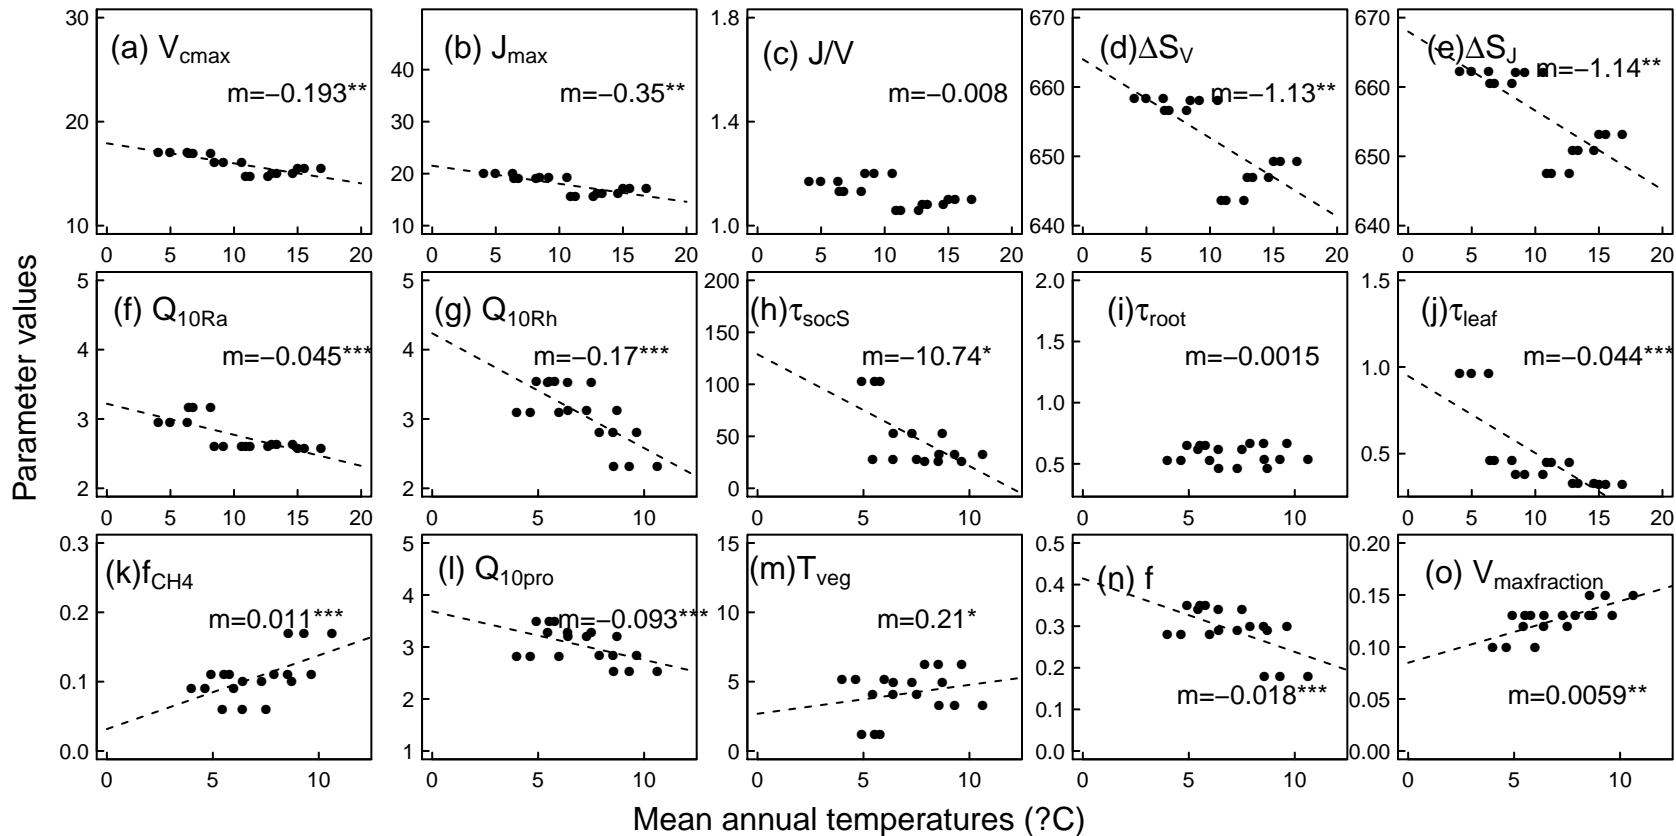 Parameter values
(a) Vcmax
m=−0.193**
30
20
10
0 5 10 15 20
(b) Jmax
m=−0.35**
40
30
20
10
0 5 10 15 20
(c) J/V
m=−0.008
1.8
1.4
1.0
0 5 10 15 20
(d)ΔSV
m=−1.13**
670
660
650
640
0 5 10 15 20
(e)ΔSJ
m=−1.14**
670
660
650
640
0 5 10 15 20
(f) Q10Ra
m=−0.045***
5
4
3
2
0 5 10 15 20
(g) Q10Rh
m=−0.17***
5
4
3
2
0 5 10
(h)τsocS
m=−10.74*
200
150
100
50
0
0 5 10
(i)τroot
m=−0.0015
2.0
1.5
1.0
0.5
0 5 10
(j)τleaf
m=−0.044***
1.5
1.0
0.5
0 5 10 15 20
(k)fCH4
m=0.011***
0.3
0.2
0.1
0.0
0 5 10
(l) Q10pro
m=−0.093***
5
4
3
2
1
0 5 10
(m)Tveg
m=0.21*
15
10
5
0
0 5 10
(n) f
m=−0.018***
0.5
0.4
0.3
0.2
0.1
0.0
0 5 10
(o) Vmaxfraction
m=0.0059**
0.20
0.15
0.10
0.05
0.00
0 5 10
Mean annual temperatures (?C)